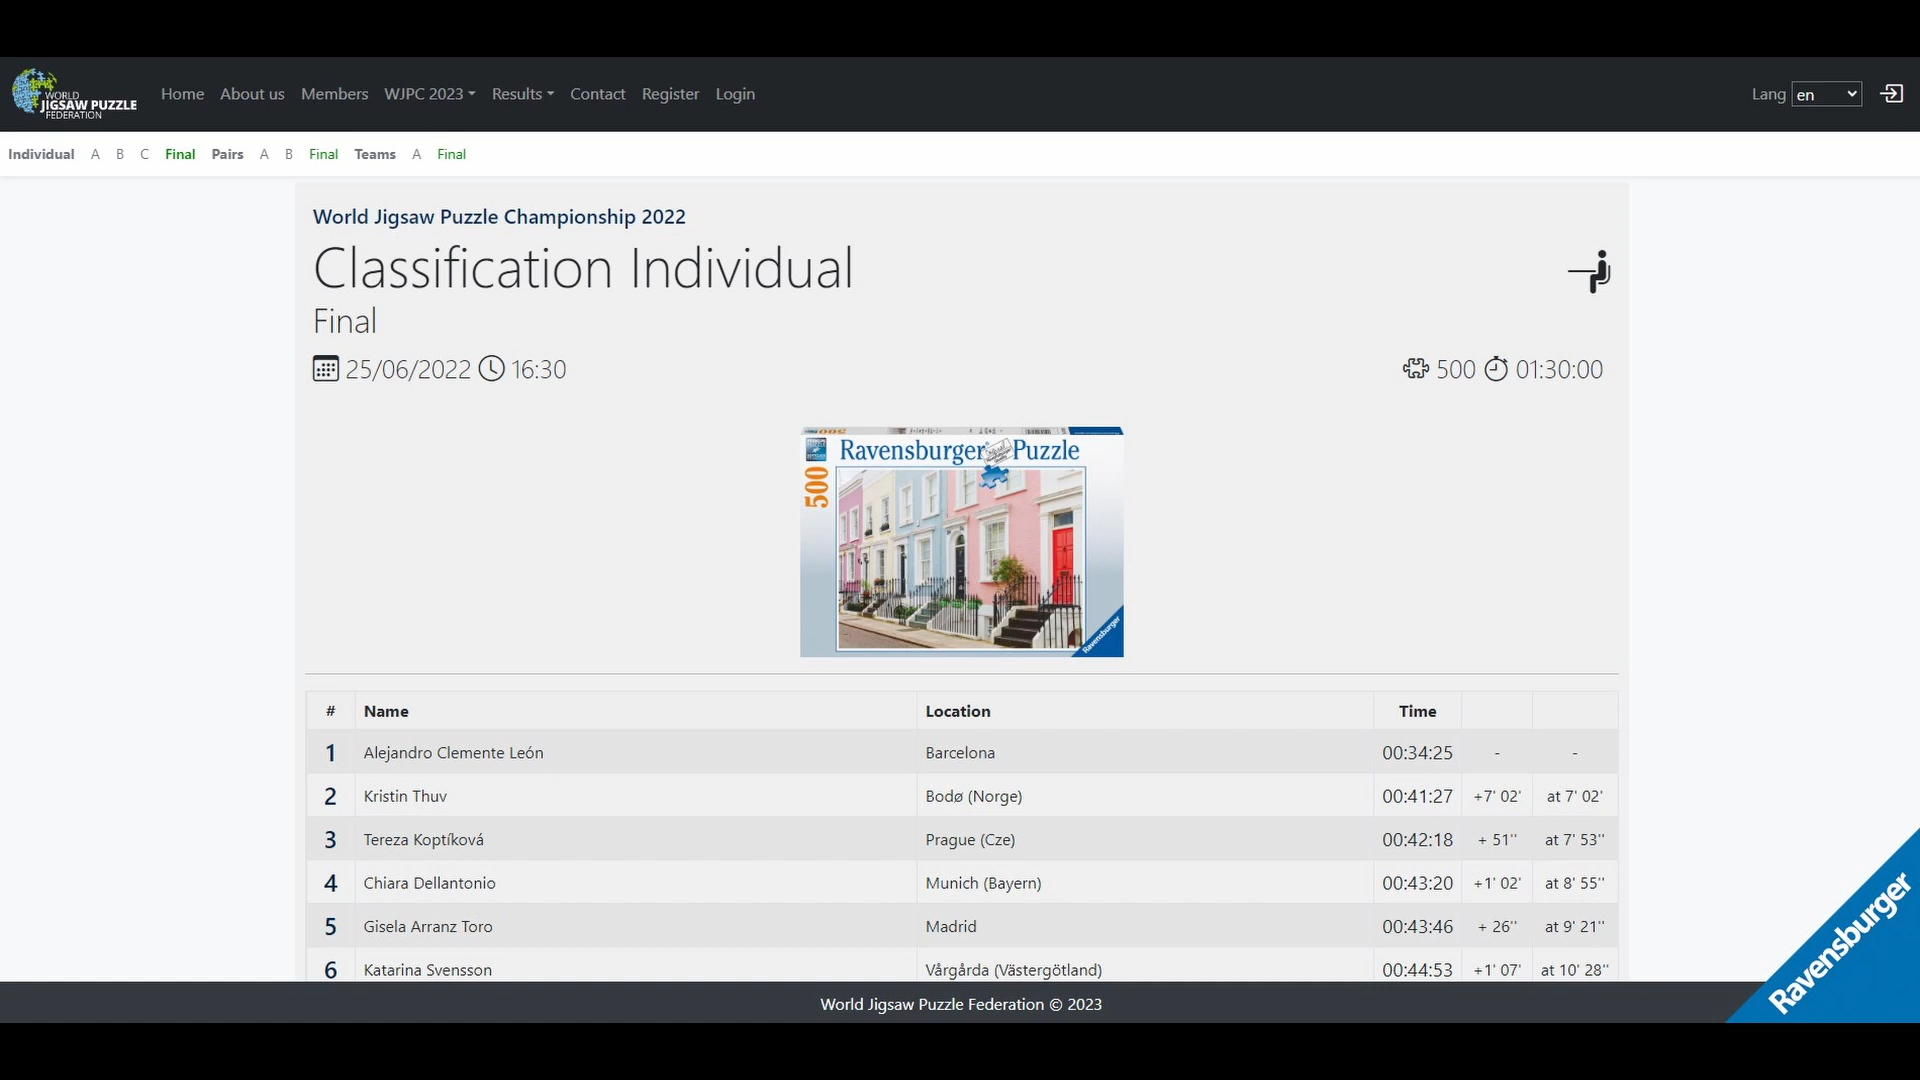 WORLD
JIGSAW PUZZLE
FEDERATION
Home About us Members WJPC 2023 Results Contact Register Login
Lang en
Individual A B C Final Pairs A B Final Teams A Final
World Jigsaw Puzzle Championship 2022
Classification Individual
Final
25/06/2022 16:30
500 01:30:00
Ravensburger Puzzle
500
Ravensburger
# Name Location Time
1 Alejandro Clemente León Barcelona 00:34:25 - -
2 Kristin Thuv Bodø (Norge) 00:41:27 +7' 02' at 7' 02'
3 Tereza Koptíková Prague (Cze) 00:42:18 + 51'' at 7' 53''
4 Chiara Dellantonio Munich (Bayern) 00:43:20 +1' 02' at 8' 55''
5 Gisela Arranz Toro Madrid 00:43:46 + 26'' at 9' 21''
6 Katarina Svensson Vårgårda (Västergötland) 00:44:53 +1' 07' at 10' 28''
World Jigsaw Puzzle Federation © 2023
Ravensburger